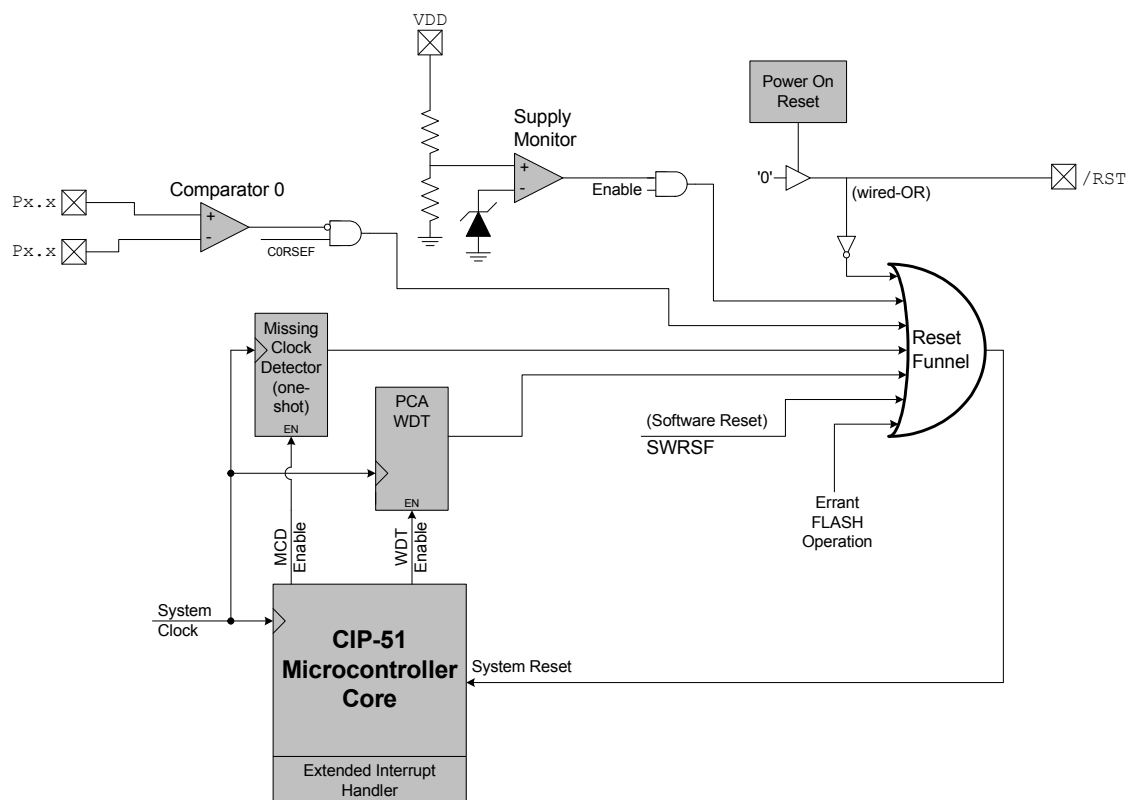 VDD
Power On
Reset
Supply
Monitor
+
-
Enable
'0'
(wired-OR)
/RST
Comparator 0
Px.x
Px.x
+
-
C0RSEF
Missing
Clock
Detector
(one-
shot)
EN
PCA
WDT
EN
Reset
Funnel
(Software Reset)
SWRSF
Errant
FLASH
Operation
MCD
Enable
WDT
Enable
System
Clock
CIP-51
Microcontroller
Core
System Reset
Extended Interrupt
Handler